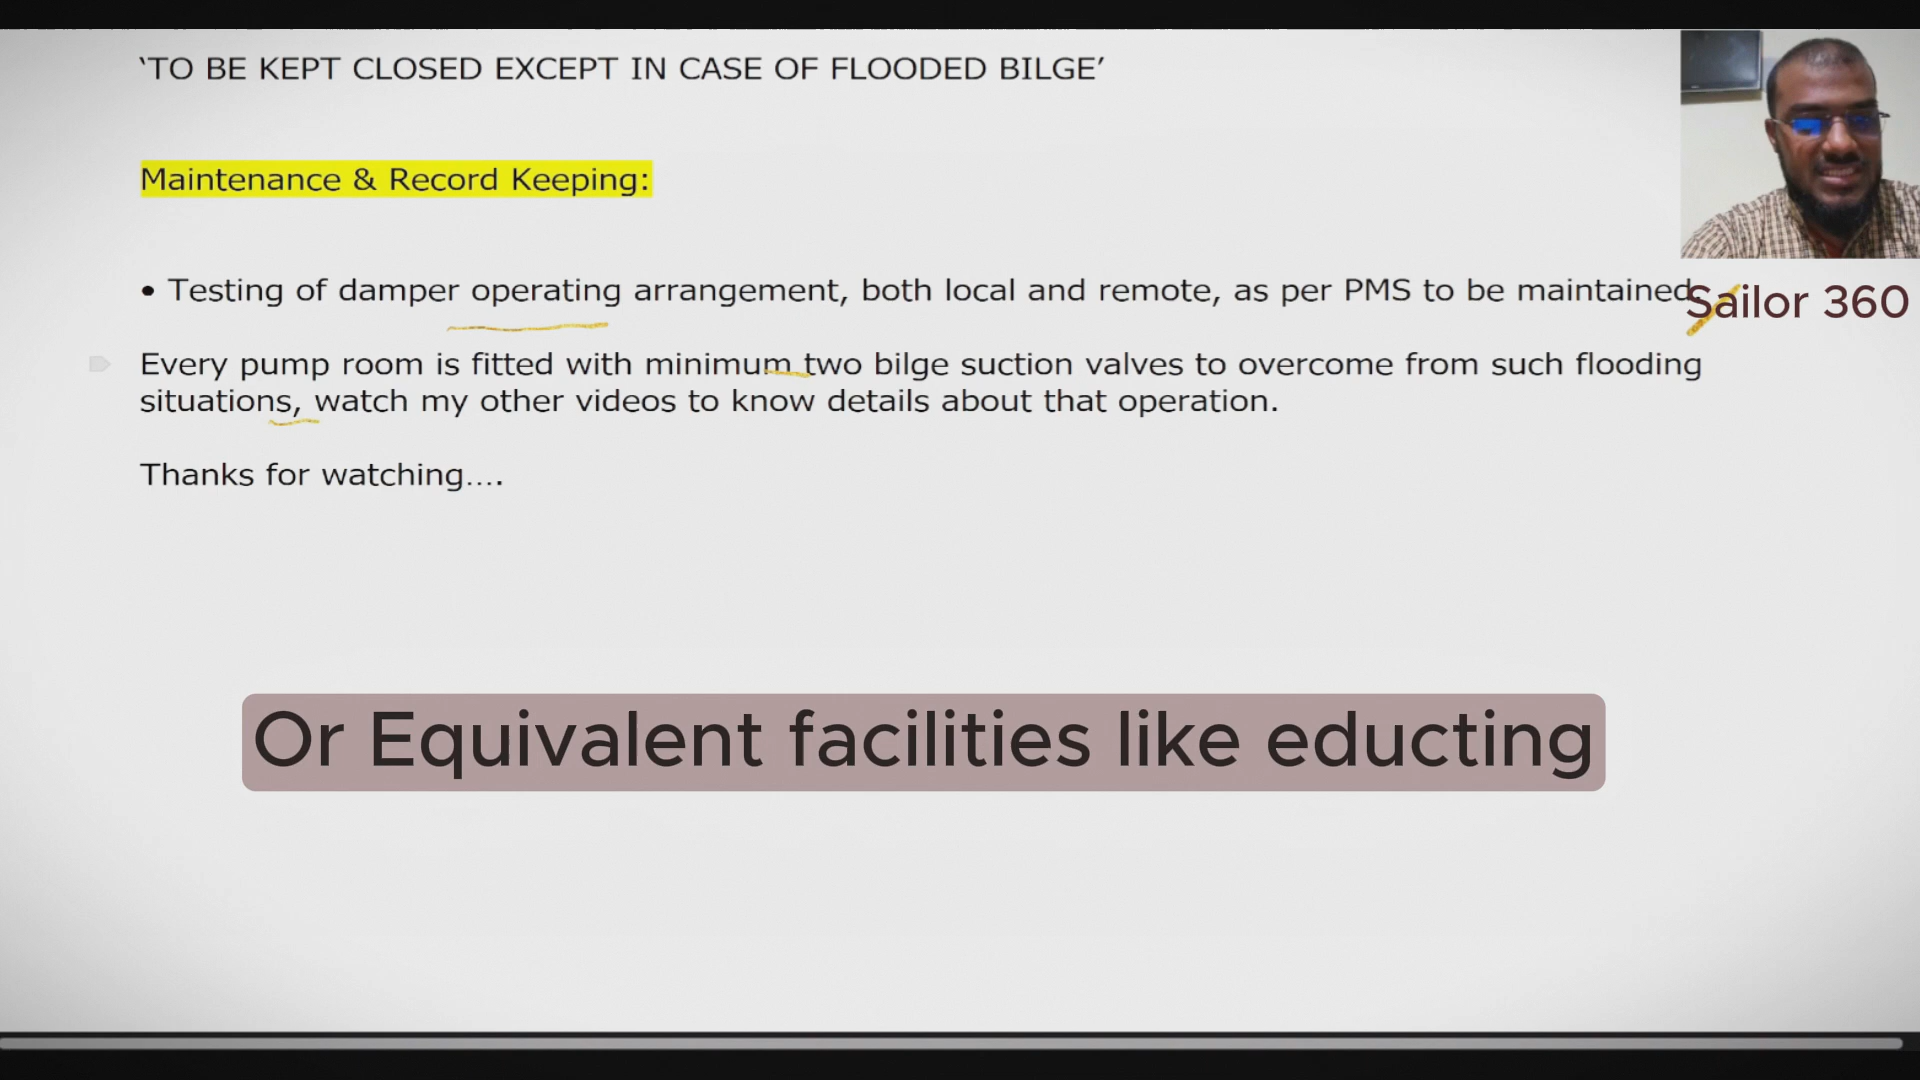 ‘TO BE KEPT CLOSED EXCEPT IN CASE OF FLOODED BILGE’
Maintenance & Record Keeping:
• Testing of damper operating arrangement, both local and remote, as per PMS to be maintained.
Sailor 360
Every pump room is fitted with minimum two bilge suction valves to overcome from such flooding
situations, watch my other videos to know details about that operation.
Thanks for watching....
Or Equivalent facilities like educting